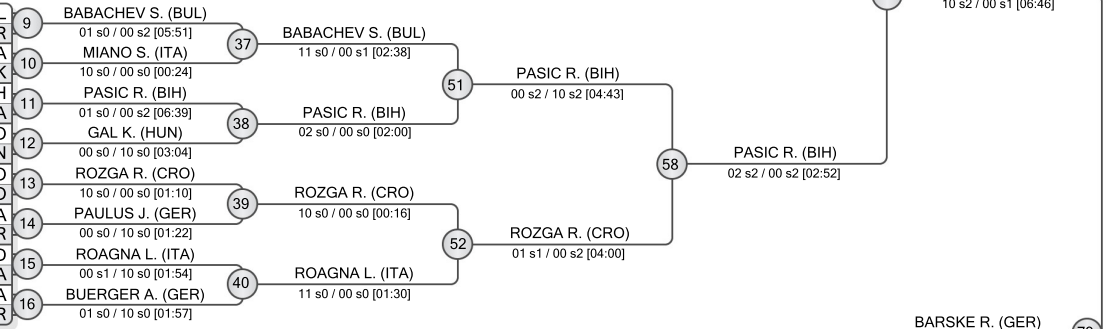 10 s2 / 00 s1 [06:46]
9
BABACHEV S. (BUL)
01 s0 / 00 s2 [05:51]
37
BABACHEV S. (BUL)
11 s0 / 00 s1 [02:38]
10
MIANO S. (ITA)
10 s0 / 00 s0 [00:24]
51
PASIC R. (BIH)
00 s2 / 10 s2 [04:43]
11
PASIC R. (BIH)
01 s0 / 00 s2 [06:39]
38
PASIC R. (BIH)
02 s0 / 00 s0 [02:00]
12
GAL K. (HUN)
00 s0 / 10 s0 [03:04]
58
PASIC R. (BIH)
02 s2 / 00 s2 [02:52]
13
ROZGA R. (CRO)
10 s0 / 00 s0 [01:10]
39
ROZGA R. (CRO)
10 s0 / 00 s0 [00:16]
14
PAULUS J. (GER)
00 s0 / 10 s0 [01:22]
52
ROZGA R. (CRO)
01 s1 / 00 s2 [04:00]
15
ROAGNA L. (ITA)
00 s1 / 10 s0 [01:54]
40
ROAGNA L. (ITA)
11 s0 / 00 s0 [01:30]
16
BUERGER A. (GER)
01 s0 / 10 s0 [01:57]
BARSKE R. (GER)